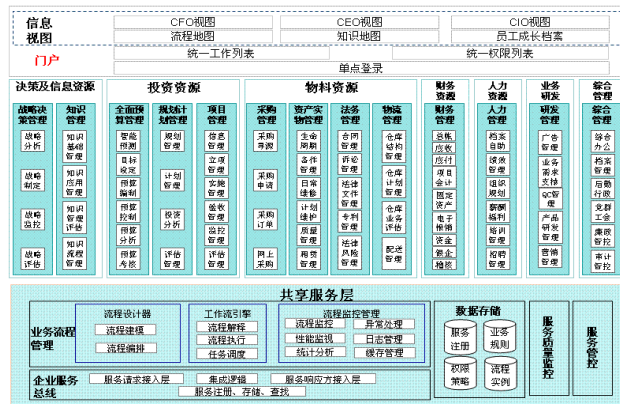 信息
视图
CFO视图
CEO视图
CIO视图
流程地图
知识地图
员工成长档案
门户
统一工作列表
统一权限列表
单点登录
决策及信息资源
投资资源
物料资源
财务
资源
人力
资源
业务
研发
综合
管理
战略决
策管理
知识
管理
全面预
算管理
规划计
划管理
项目
管理
采购
管理
资产实
物管理
法务
管理
物流
管理
财务
管理
人力
管理
研发
管理
综合
管理
战略
分析
战略
制定
战略
监控
战略
评估
知识
基础
管理
知识
应用
管理
知识
管理
评估
知识
流程
管理
智能
预测
目标
设定
预算
编制
预算
控制
预算
分析
预算
考核
规划
管理
计划
管理
投资
分析
评估
管理
信息
管理
立项
管理
实施
管理
验收
管理
监控
管理
评估
管理
采购
寻源
采购
申请
采购
订单
网上
采购
生命
周期
备件
管理
日常
维修
计划
维护
质量
管理
租赁
管理
合同
管理
诉讼
管理
法律
文件
管理
专利
管理
法律
风险
管理
仓库
结构
管理
仓库
计划
管理
仓库
业务
评估
配送
管理
总帐
应收
应付
项目
会计
固定
资产
电子
报销
资金
稽核
档案
自助
绩效
管理
组织
规划
薪酬
福利
培训
管理
招聘
管理
广告
管理
业务
需求
支撑
QC管
理
产品
研发
管理
营销
管理
综合
办公
档案
管理
后勤
行政
党群
工会
廉政
管控
审计
管控
共享服务层
业务流程
管理
流程设计器
流程建模
流程编排
工作流引擎
流程解释
流程执行
任务调度
流程监控管理
流程监控
异常处理
性能监视
日志管理
统计分析
缓存管理
数据存储
服务
注册
业务
规则
权限
策略
流程
实例
服务质量监控
服务管控
企业服务
总线
服务请求接入层
集成逻辑
服务响应方接入层
服务注册、存储、查找